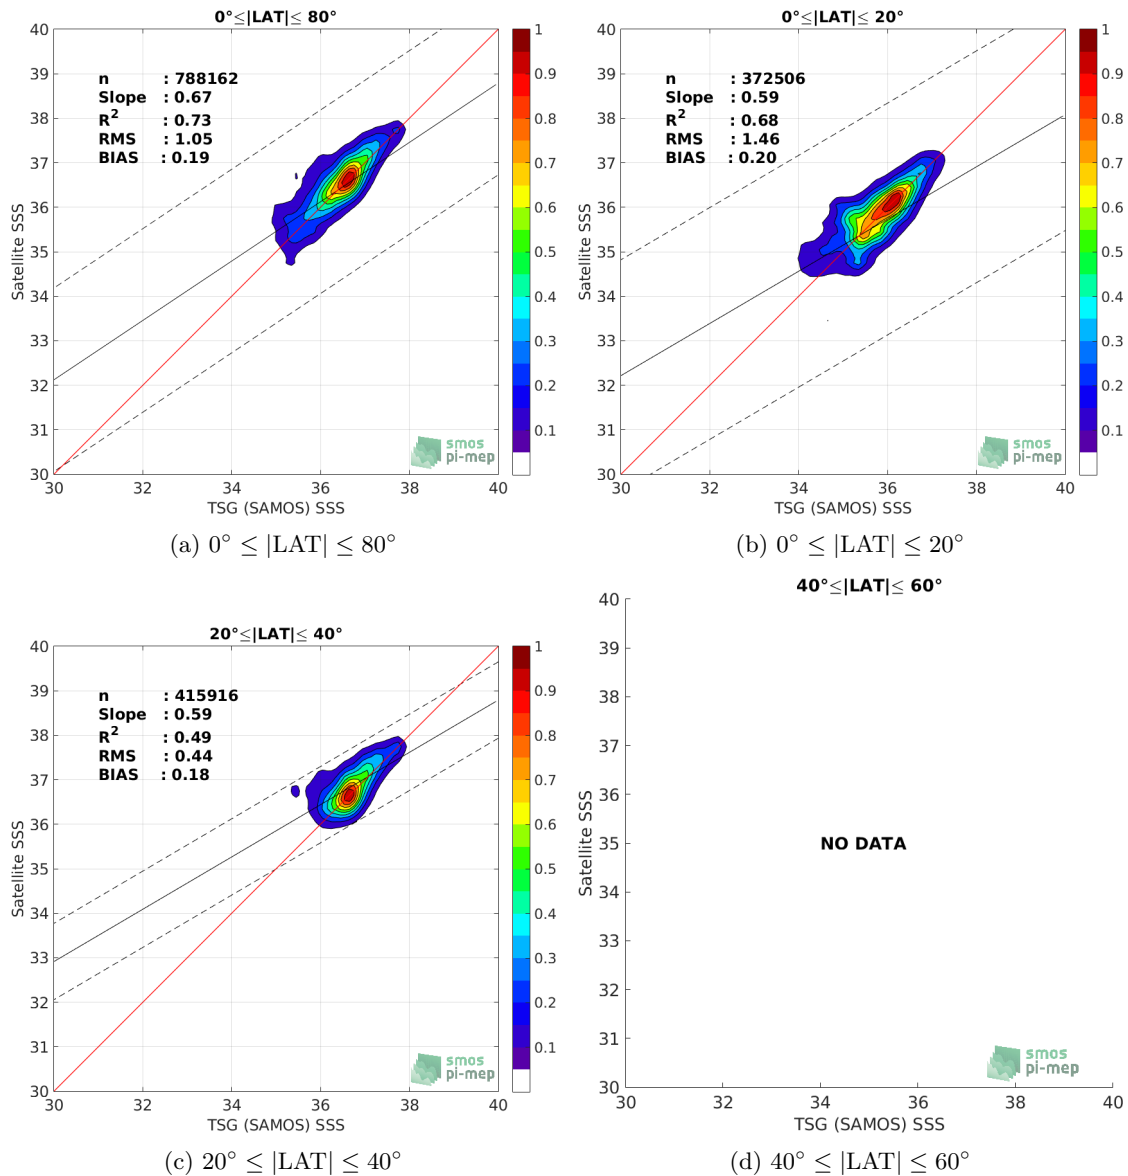 0°≤|LAT|≤ 80°
40
39
38
37
36
35
34
33
32
31
30
30 32 34 36 38 40
Satellite SSS
TSG (SAMOS) SSS
n : 788162
Slope : 0.67
R2 : 0.73
RMS : 1.05
BIAS : 0.19
1
0.9
0.8
0.7
0.6
0.5
0.4
0.3
0.2
0.1
smos
pi-mep
(a) 0° ≤ |LAT| ≤ 80°
0°≤|LAT|≤ 20°
40
39
38
37
36
35
34
33
32
31
30
30 32 34 36 38 40
Satellite SSS
TSG (SAMOS) SSS
n : 372506
Slope : 0.59
R2 : 0.68
RMS : 1.46
BIAS : 0.20
1
0.9
0.8
0.7
0.6
0.5
0.4
0.3
0.2
0.1
smos
pi-mep
(b) 0° ≤ |LAT| ≤ 20°
20°≤|LAT|≤ 40°
40
39
38
37
36
35
34
33
32
31
30
30 32 34 36 38 40
Satellite SSS
TSG (SAMOS) SSS
n : 415916
Slope : 0.59
R2 : 0.49
RMS : 0.44
BIAS : 0.18
1
0.9
0.8
0.7
0.6
0.5
0.4
0.3
0.2
0.1
smos
pi-mep
(c) 20° ≤ |LAT| ≤ 40°
40°≤|LAT|≤ 60°
40
39
38
37
36
35
34
33
32
31
30
30 32 34 36 38 40
Satellite SSS
TSG (SAMOS) SSS
NO DATA
smos
pi-mep
(d) 40° ≤ |LAT| ≤ 60°